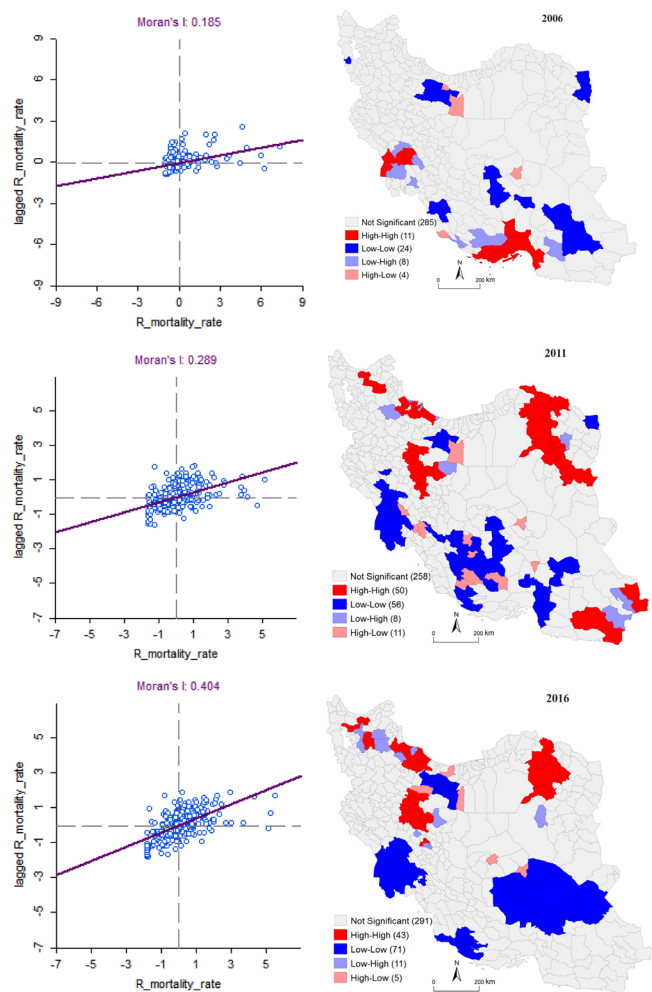 Moran's I: 0.185
9
6
3
0
-3
-6
-9
lagged R_mortality_rate
-9 -6 -3 0 3 6 9
R_mortality_rate
2006
Not Significant (285)
High-High (11)
Low-Low (24)
Low-High (8)
High-Low (4)
N
0 200 km
Moran's I: 0.289
5
3
1
-1
-3
-5
-7
lagged R_mortality_rate
-7 -5 -3 -1 1 3 5
R_mortality_rate
2011
Not Significant (258)
High-High (50)
Low-Low (56)
Low-High (8)
High-Low (11)
N
0 200 km
Moran's I: 0.404
5
3
1
-1
-3
-5
-7
lagged R_mortality_rate
-7 -5 -3 -1 1 3 5
R_mortality_rate
2016
Not Significant (291)
High-High (43)
Low-Low (71)
Low-High (11)
High-Low (5)
N
0 200 km